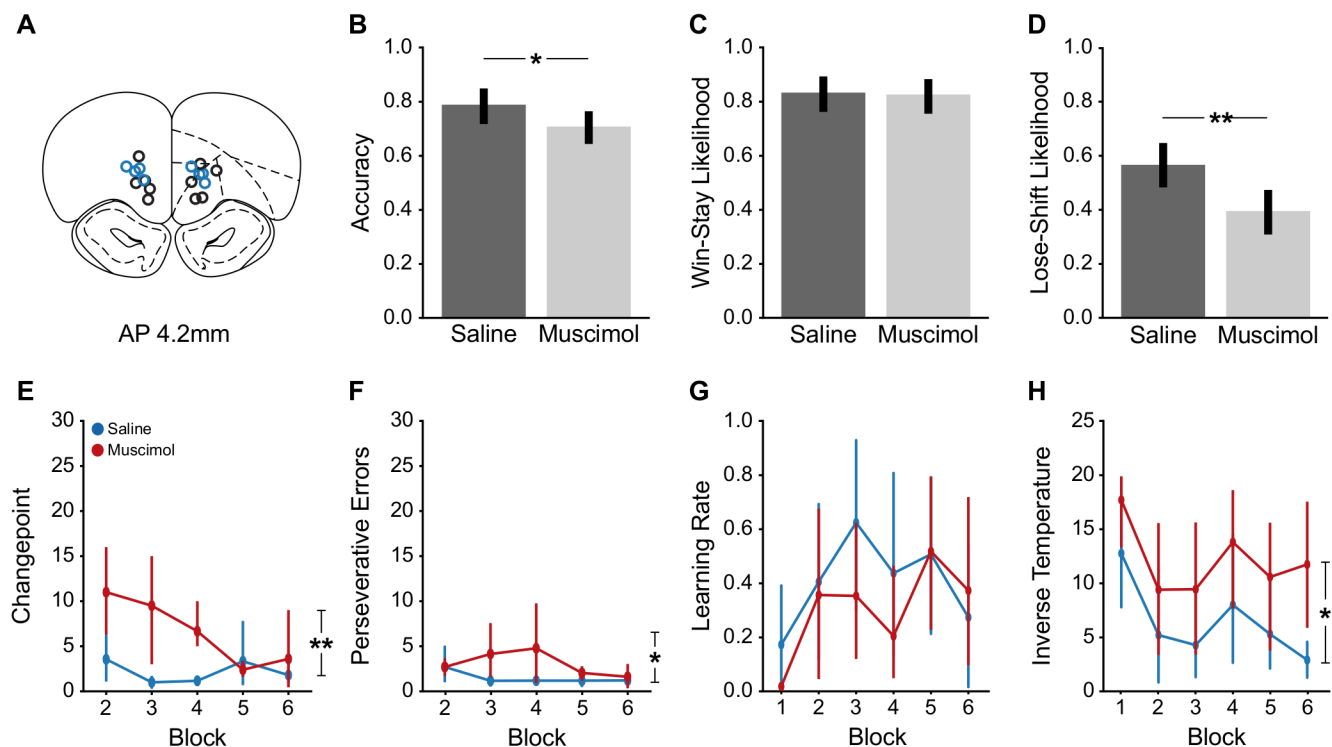 A
AP 4.2mm
B
Accuracy
1.0
0.8
0.6
0.4
0.2
0.0
*
Saline Muscimol
C
Win-Stay Likelihood
1.0
0.8
0.6
0.4
0.2
0.0
Saline Muscimol
D
Lose-Shift Likelihood
1.0
0.8
0.6
0.4
0.2
0.0
**
Saline Muscimol
E
Changepoint
30
25
20
15
10
5
0
Saline
Muscimol
**
2 3 4 5 6
Block
F
Perseverative Errors
30
25
20
15
10
5
0
*
2 3 4 5 6
Block
G
Learning Rate
1.0
0.8
0.6
0.4
0.2
0.0
1 2 3 4 5 6
Block
H
Inverse Temperature
25
20
15
10
5
0
*
1 2 3 4 5 6
Block